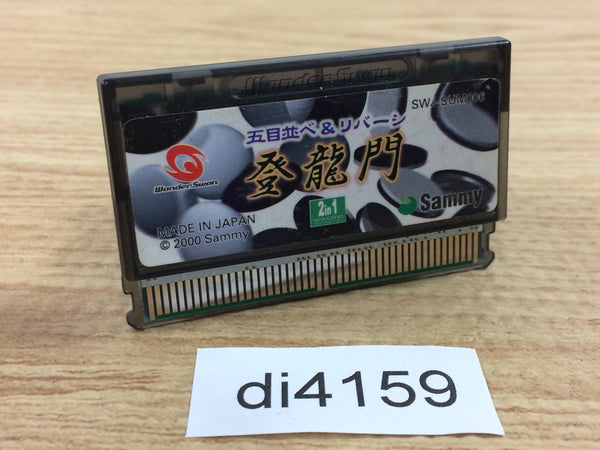 WonderSwan
SWJ-SUM006
五目並べ&リバーシ
登龍門
WonderSwan
2in1
Sammy
MADE IN JAPAN
© 2000 Sammy
di4159